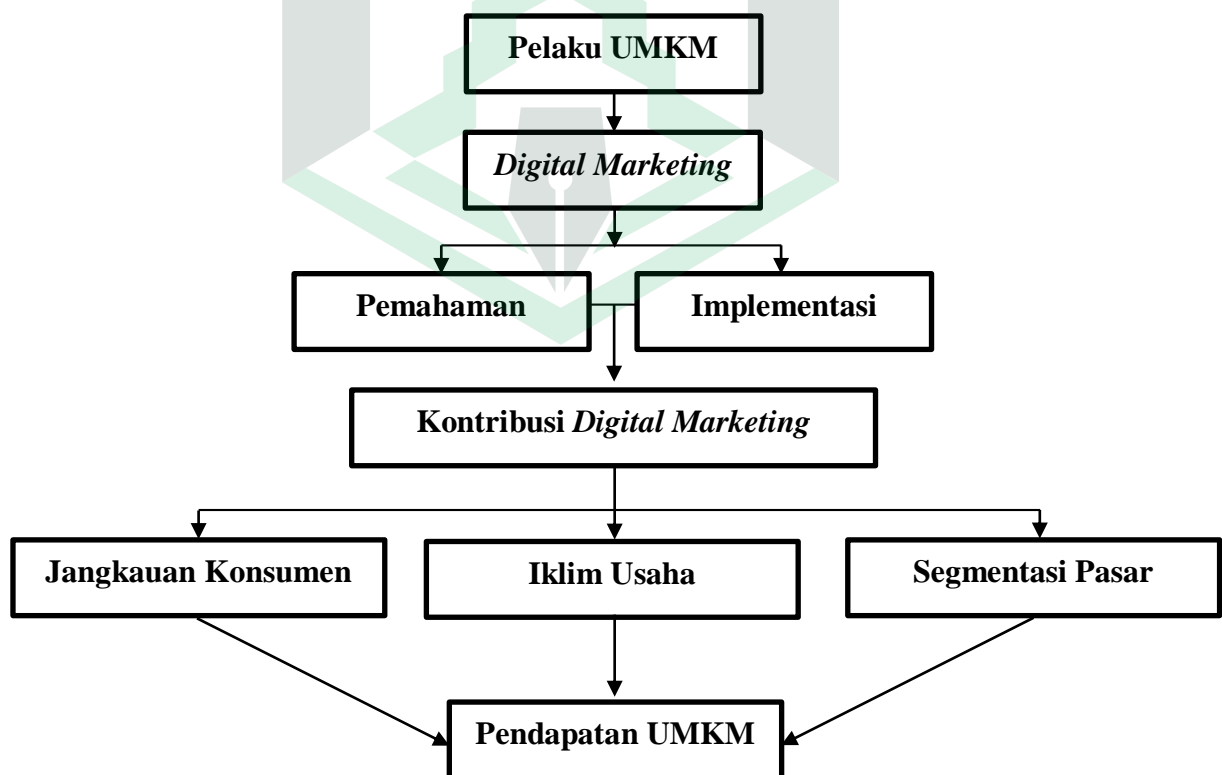 Pelaku UMKM
Digital Marketing
Pemahaman
Implementasi
Kontribusi Digital Marketing
Jangkauan Konsumen
Iklim Usaha
Segmentasi Pasar
Pendapatan UMKM